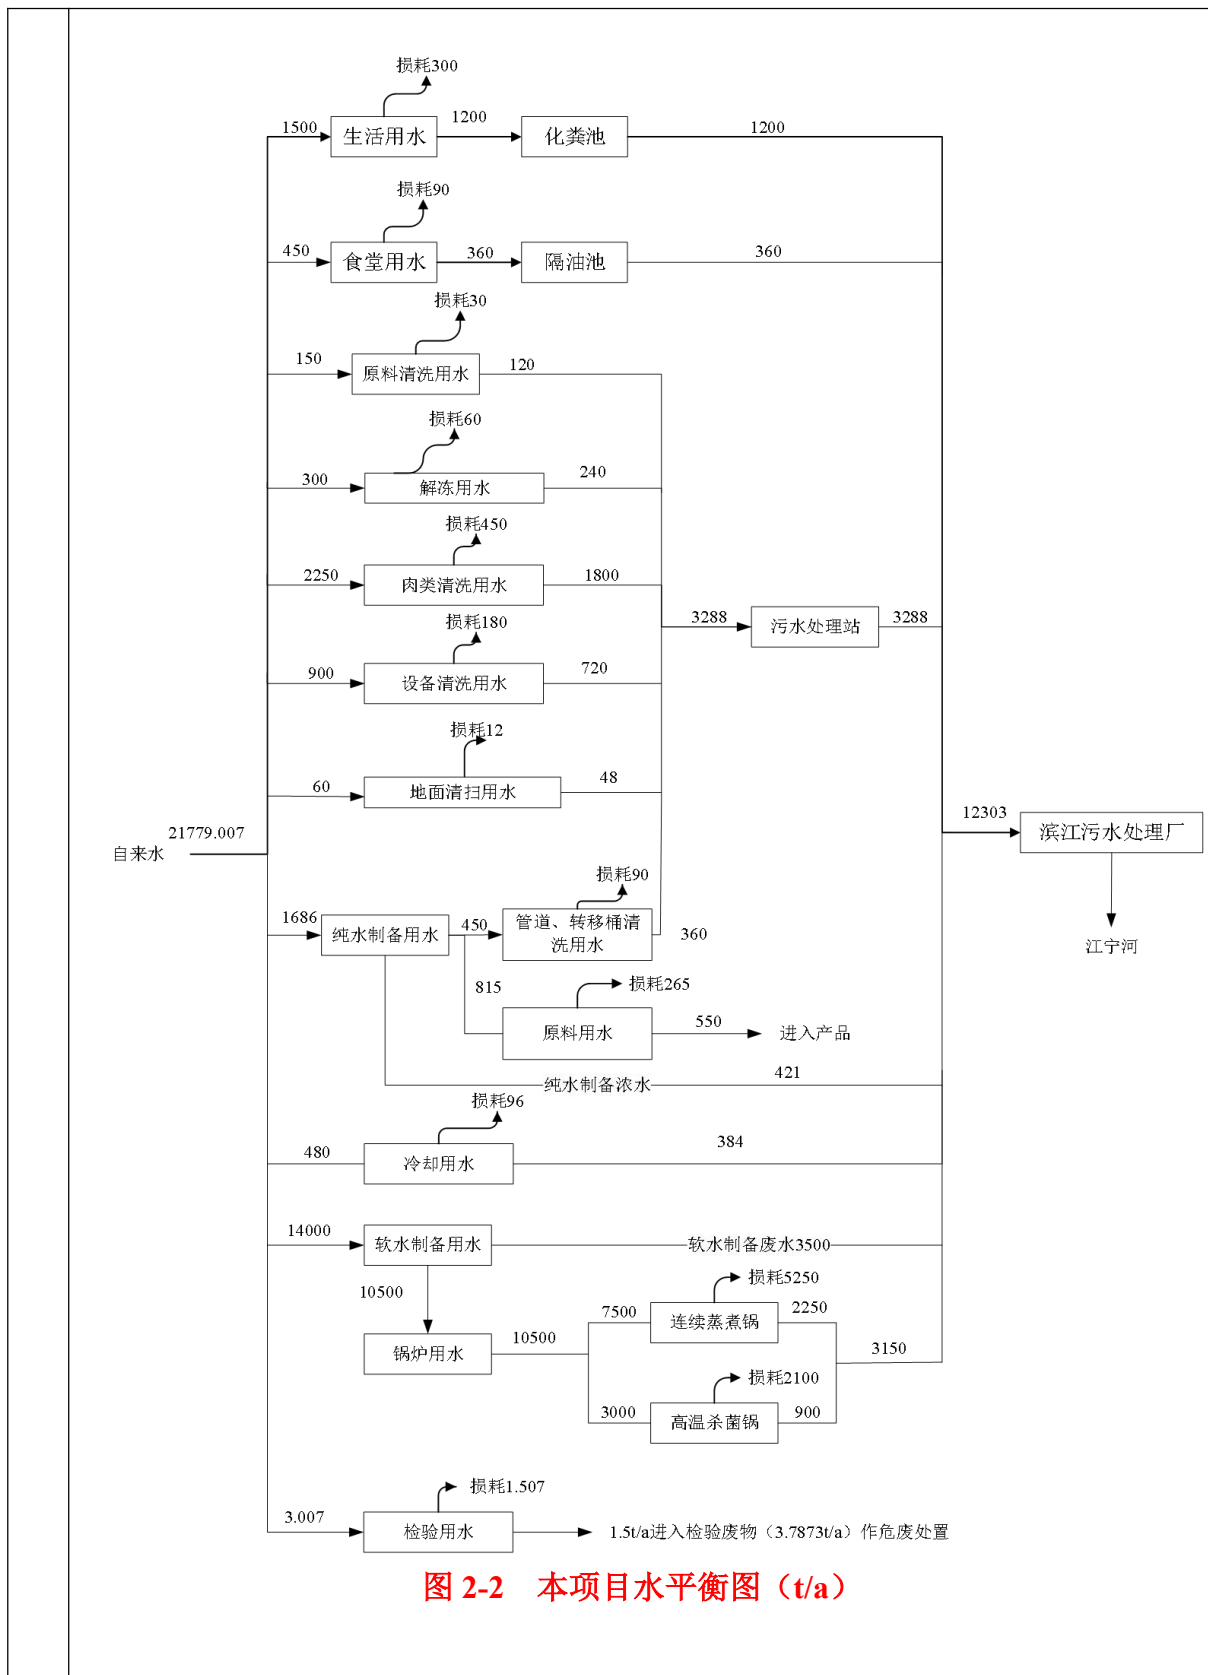 损耗300
1500
生活用水
1200
化粪池
1200
损耗90
450
食堂用水
360
隔油池
360
损耗30
150
原料清洗用水
120
损耗60
300
解冻用水
240
损耗450
2250
肉类清洗用水
1800
3288
污水处理站
3288
损耗180
900
设备清洗用水
720
损耗12
60
地面清扫用水
48
21779.007
自来水
12303
滨江污水处理厂
江宁河
损耗90
1686
纯水制备用水
450
管道、转移桶清
洗用水
360
815
损耗265
原料用水
550
进入产品
纯水制备浓水
421
损耗96
480
冷却用水
384
14000
软水制备用水
软水制备废水3500
10500
锅炉用水
10500
7500
损耗5250
连续蒸煮锅
2250
3150
3000
损耗2100
高温杀菌锅
900
损耗1.507
3.007
检验用水
1.5t/a进入检验废物（3.7873t/a）作危废处置
图 2-2 本项目水平衡图（t/a）